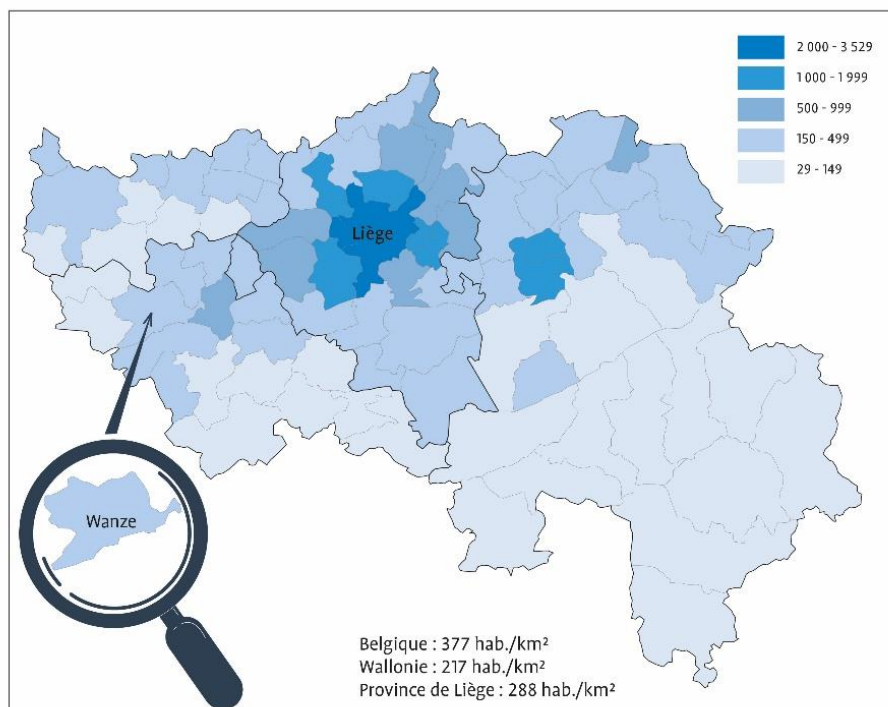 2 000 - 3 529
1 000 - 1 999
500 - 999
150 - 499
29 - 149
Liège
Wanze
Belgique : 377 hab./km²
Wallonie : 217 hab./km²
Province de Liège : 288 hab./km²